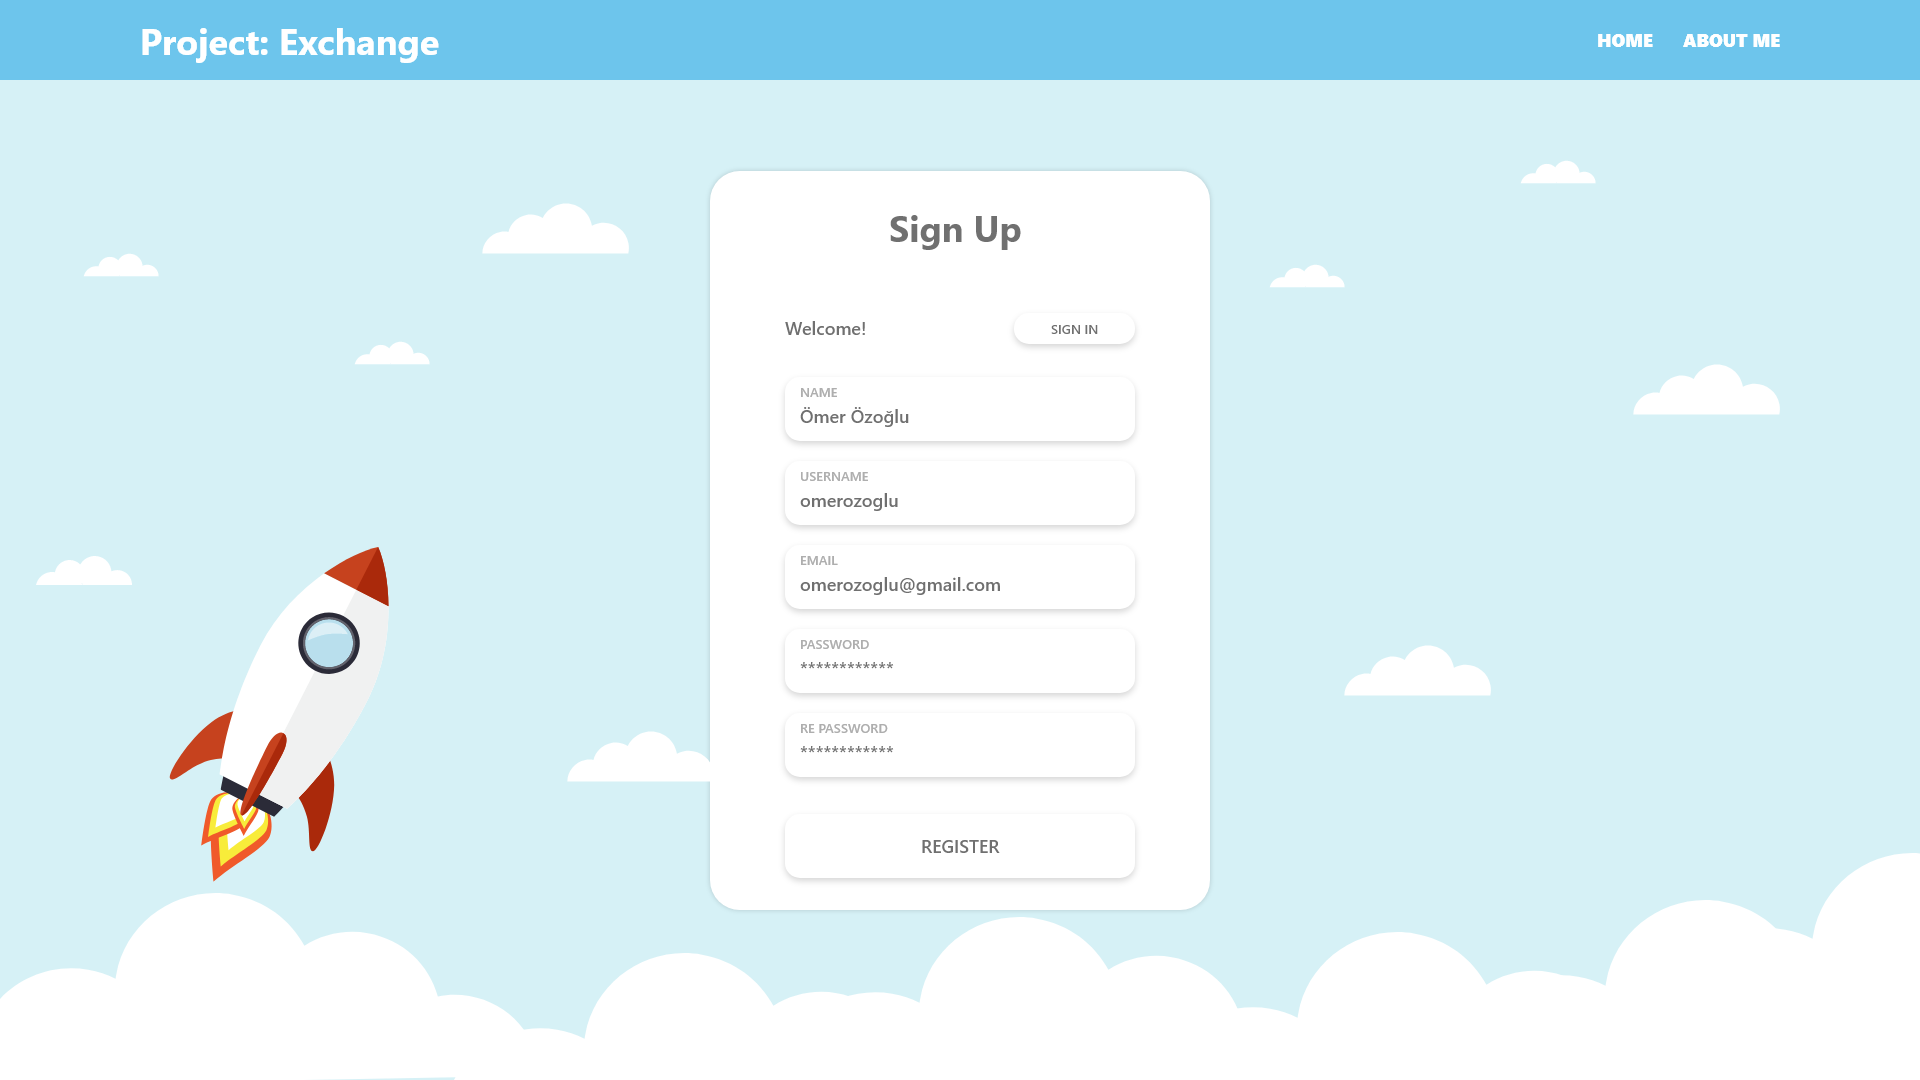 Project: Exchange
HOME
ABOUT ME
Sign Up
Welcome!
SIGN IN
NAME
Ömer Özoğlu
USERNAME
omerozoglu
EMAIL
omerozoglu@gmail.com
PASSWORD
************
RE PASSWORD
************
REGISTER